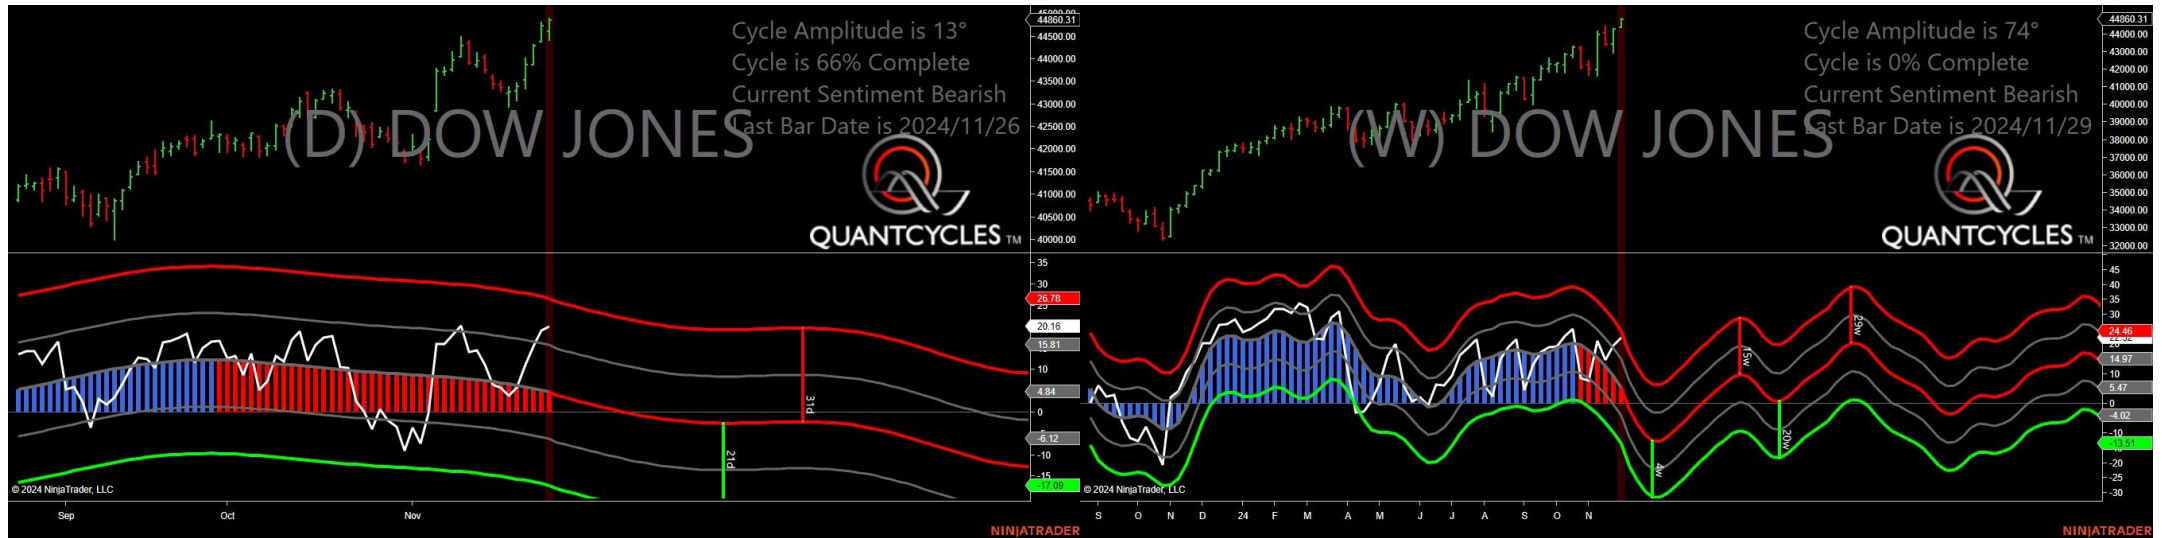 45000.00
44860.31
44500.00
44000.00
43500.00
43000.00
42500.00
42000.00
41500.00
41000.00
40500.00
40000.00
Cycle Amplitude is 13°
Cycle is 66% Complete
Current Sentiment Bearish
Last Bar Date is 2024/11/26
(D) DOW JONES
QUANTCYCLES TM
35
30
26.78
25
20.16
15.81
10
4.84
0
-6.12
-10
-15
-17.09
31d
21d
© 2024 NinjaTrader, LLC
Sep
Oct
Nov
NINJATRADER
44860.31
44000.00
43000.00
42000.00
41000.00
40000.00
39000.00
38000.00
37000.00
36000.00
35000.00
34000.00
33000.00
32000.00
Cycle Amplitude is 74°
Cycle is 0% Complete
Current Sentiment Bearish
Last Bar Date is 2024/11/29
(W) DOW JONES
QUANTCYCLES TM
45
40
35
30
24.46
20
14.97
10
5.47
0
-4.02
-10
-13.51
-20
-25
-30
15w
29w
4w
20w
© 2024 NinjaTrader, LLC
S
O
N
D
24
F
M
A
M
J
J
A
S
O
N
NINJATRADER